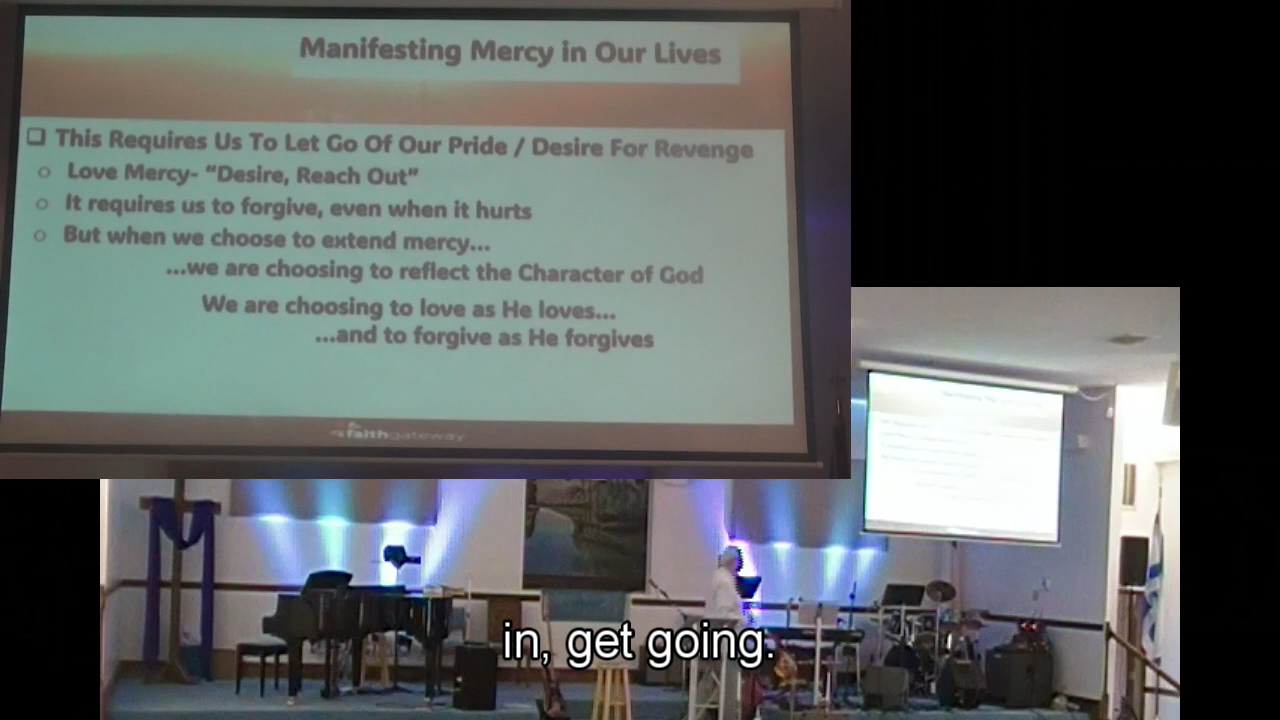 Manifesting Mercy in Our Lives
❑ This Requires Us To Let Go Of Our Pride / Desire For Revenge
○ Love Mercy- “Desire, Reach Out”
○ It requires us to forgive, even when it hurts
○ But when we choose to extend mercy...
...we are choosing to reflect the Character of God
We are choosing to love as He loves...
...and to forgive as He forgives
faithgateway
in, get going.